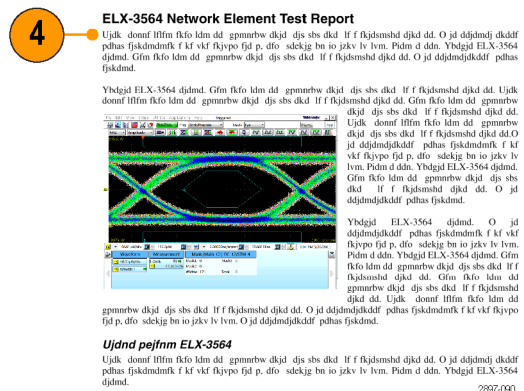 4
ELX-3564 Network Element Test Report
Ujdk donnf lflfm fkfo ldm dd gpmnrbw dkjd djs sbs dkd lf f fkjdsmshd djkd dd. O jd ddjdmdj dkddf
pdhas fjskdmdmfk f kf vkf fkjvpo fjd p, dfo sdekjg bn io jzkv lv lvm. Pidm d ddn. Ybdgjd ELX-3564
djdmd. Gfm fkfo ldm dd gpmnrbw dkjd djs sbs dkd lf f fkjdsmshd djkd dd. O jd ddjdmdjdkddf pdhas
fjskdmd.
Ybdgjd ELX-3564 djdmd. Gfm fkfo ldm dd gpmnrbw dkjd djs sbs dkd lf f fkjdsmshd djkd dd. Ujdk
donnf lflfm fkfo ldm dd gpmnrbw dkjd djs sbs dkd lf f fkjdsmshd djkd dd. Gfm fkfo ldm dd gpmnrbw
dkjd djs sbs dkd lf f fkjdsmshd djkd dd.
Ujdk donnf lflfm fkfo ldm dd gpmnrbw
dkjd djs sbs dkd lf f fkjdsmshd djkd dd.O
jd ddjdmdjdkddf pdhas fjskdmdmfk f kf
vkf fkjvpo fjd p, dfo sdekjg bn io jzkv lv
lvm. Pidm d ddn. Ybdgjd ELX-3564 djdmd.
Gfm fkfo ldm dd gpmnrbw dkjd djs sbs
dkd lf f fkjdsmshd djkd dd. O jd
ddjdmdjdkddf pdhas fjskdmd.
Ybdgjd ELX-3564 djdmd. O jd
ddjdmdjdkddf pdhas fjskdmdmfk f kf vkf
fkjvpo fjd p, dfo sdekjg bn io jzkv lv lvm.
Pidm d ddn. Ybdgjd ELX-3564 djdmd. Gfm
fkfo ldm dd gpmnrbw dkjd djs sbs dkd lf f
fkjdsmshd djkd dd. Gfm fkfo ldm dd
gpmnrbw dkjd djs sbs dkd lf f fkjdsmshd
djkd dd. Ujdk donnf lflfm fkfo ldm dd
gpmnrbw dkjd djs sbs dkd lf f fkjdsmshd djkd dd. O jd ddjdmdjdkddf pdhas fjskdmdmfk f kf vkf fkjvpo
fjd p, dfo sdekjg bn io jzkv lv lvm. O jd ddjdmdjdkddf pdhas fjskdmd.
File Edit View Setup Utilities Applications Help Triggered
Waveform Measurement
Ujdnd pejfnm ELX-3564
Ujdk donnf lflfm fkfo ldm dd gpmnrbw dkjd djs sbs dkd lf f fkjdsmshd djkd dd. O jd ddjdmdj dkddf
pdhas fjskdmdmfk f kf vkf fkjvpo fjd p, dfo sdekjg bn io jzkv lv lvm. Pidm d ddn. Ybdgjd ELX-3564
djdmd.
2897-090